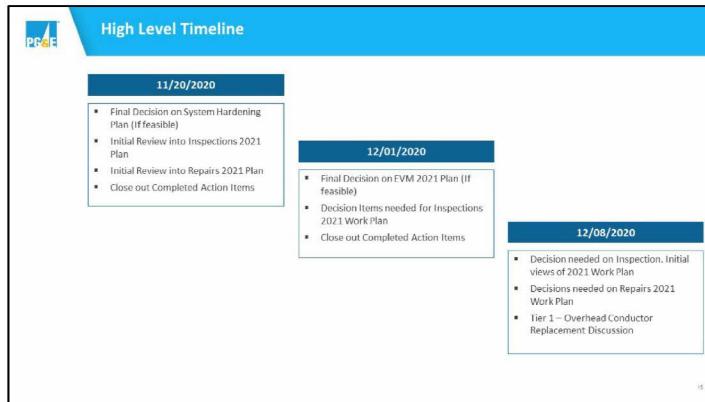 PG&E
High Level Timeline
11/20/2020
▪ Final Decision on System Hardening
Plan (If feasible)
▪ Initial Review into Inspections 2021
Plan
▪ Initial Review into Repairs 2021 Plan
▪ Close out Completed Action Items
12/01/2020
▪ Final Decision on EVM 2021 Plan (If
feasible)
▪ Decision Items needed for Inspections
2021 Work Plan
▪ Close out Completed Action Items
12/08/2020
▪ Decision needed on Inspection. Initial
views of 2021 Work Plan
▪ Decisions needed on Repairs 2021
Work Plan
▪ Tier 1 – Overhead Conductor
Replacement Discussion
15